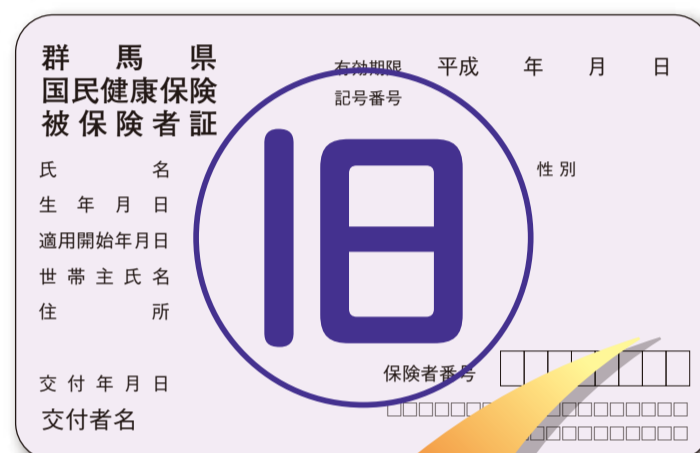 群馬県
国民健康保険
被保険者証
有効期限 平成 年 月 日
記号番号
旧
氏名
性別
生年月日
適用開始年月日
世帯主氏名
住所
保険者番号
交付年月日
交付者名